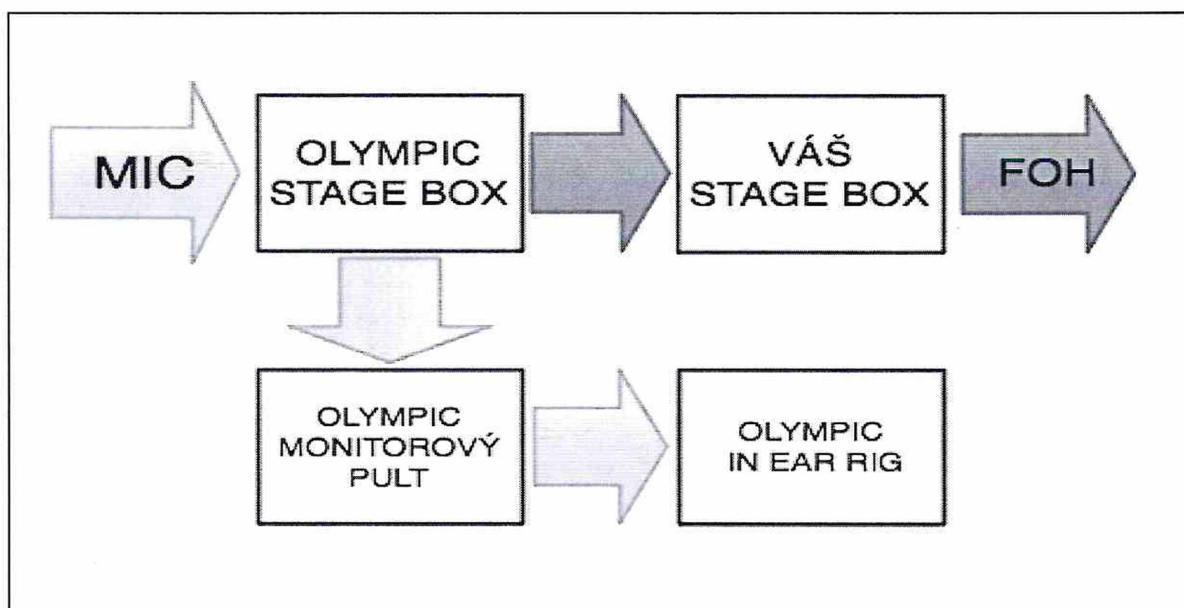 MIC
OLYMPIC
STAGE BOX
VÁŠ
STAGE BOX
FOH
OLYMPIC
MONITOROVÝ
PULT
OLYMPIC
IN EAR RIG